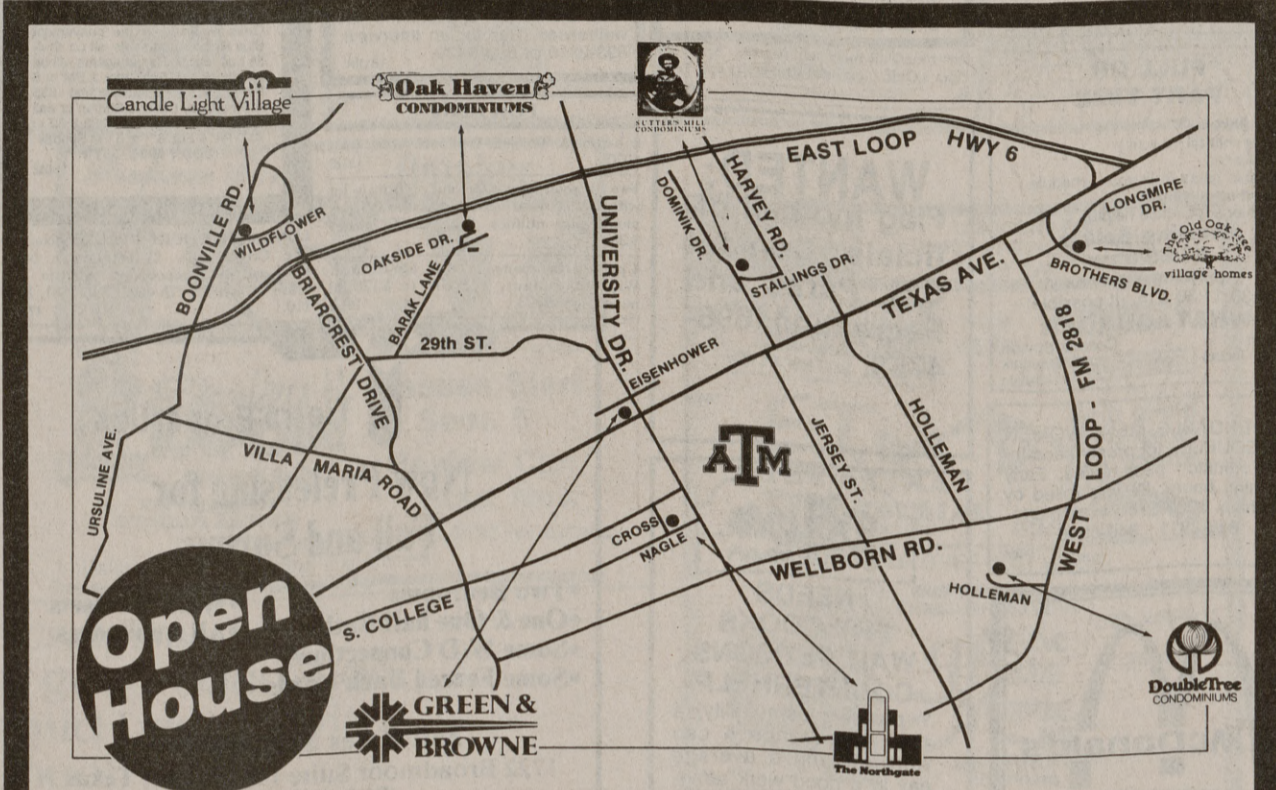 Candle Light Village
Oak Haven
CONDOMINIUMS
SUTTER'S MILL
CONDOMINIUMS
EAST LOOP HWY 6
BOONVILLE RD.
WILDFLOWER
OAKSIDE DR.
BARAK LANE
UNIVERSITY DR.
DOMINIK DR.
HARVEY RD.
STALLINGS DR.
LONGMIRE
DR.
The Old Oak Tree
village homes
BROTHERS BLVD.
BRIARCREST DRIVE
29th ST.
EISENHOWER
TEXAS AVE.
WEST LOOP - FM 2818
URSULINE AVE.
VILLA MARIA ROAD
ATM
JERSEY ST.
HOLLEMAN
CROSS
NAGLE
WELLBORN RD.
HOLLEMAN
S. COLLEGE
Open
House
GREEN &
BROWNE
The Northgate
DoubleTree
CONDOMINIUMS